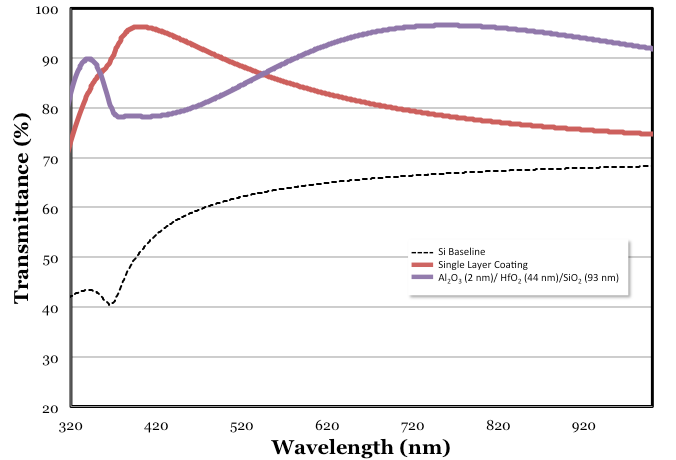 100
90
80
70
60
50
40
30
20
Transmittance (%)
Si Baseline
Single Layer Coating
Al₂O₃ (2 nm)/ HfO₂ (44 nm)/SiO₂ (93 nm)
320 420 520 620 720 820 920
Wavelength (nm)